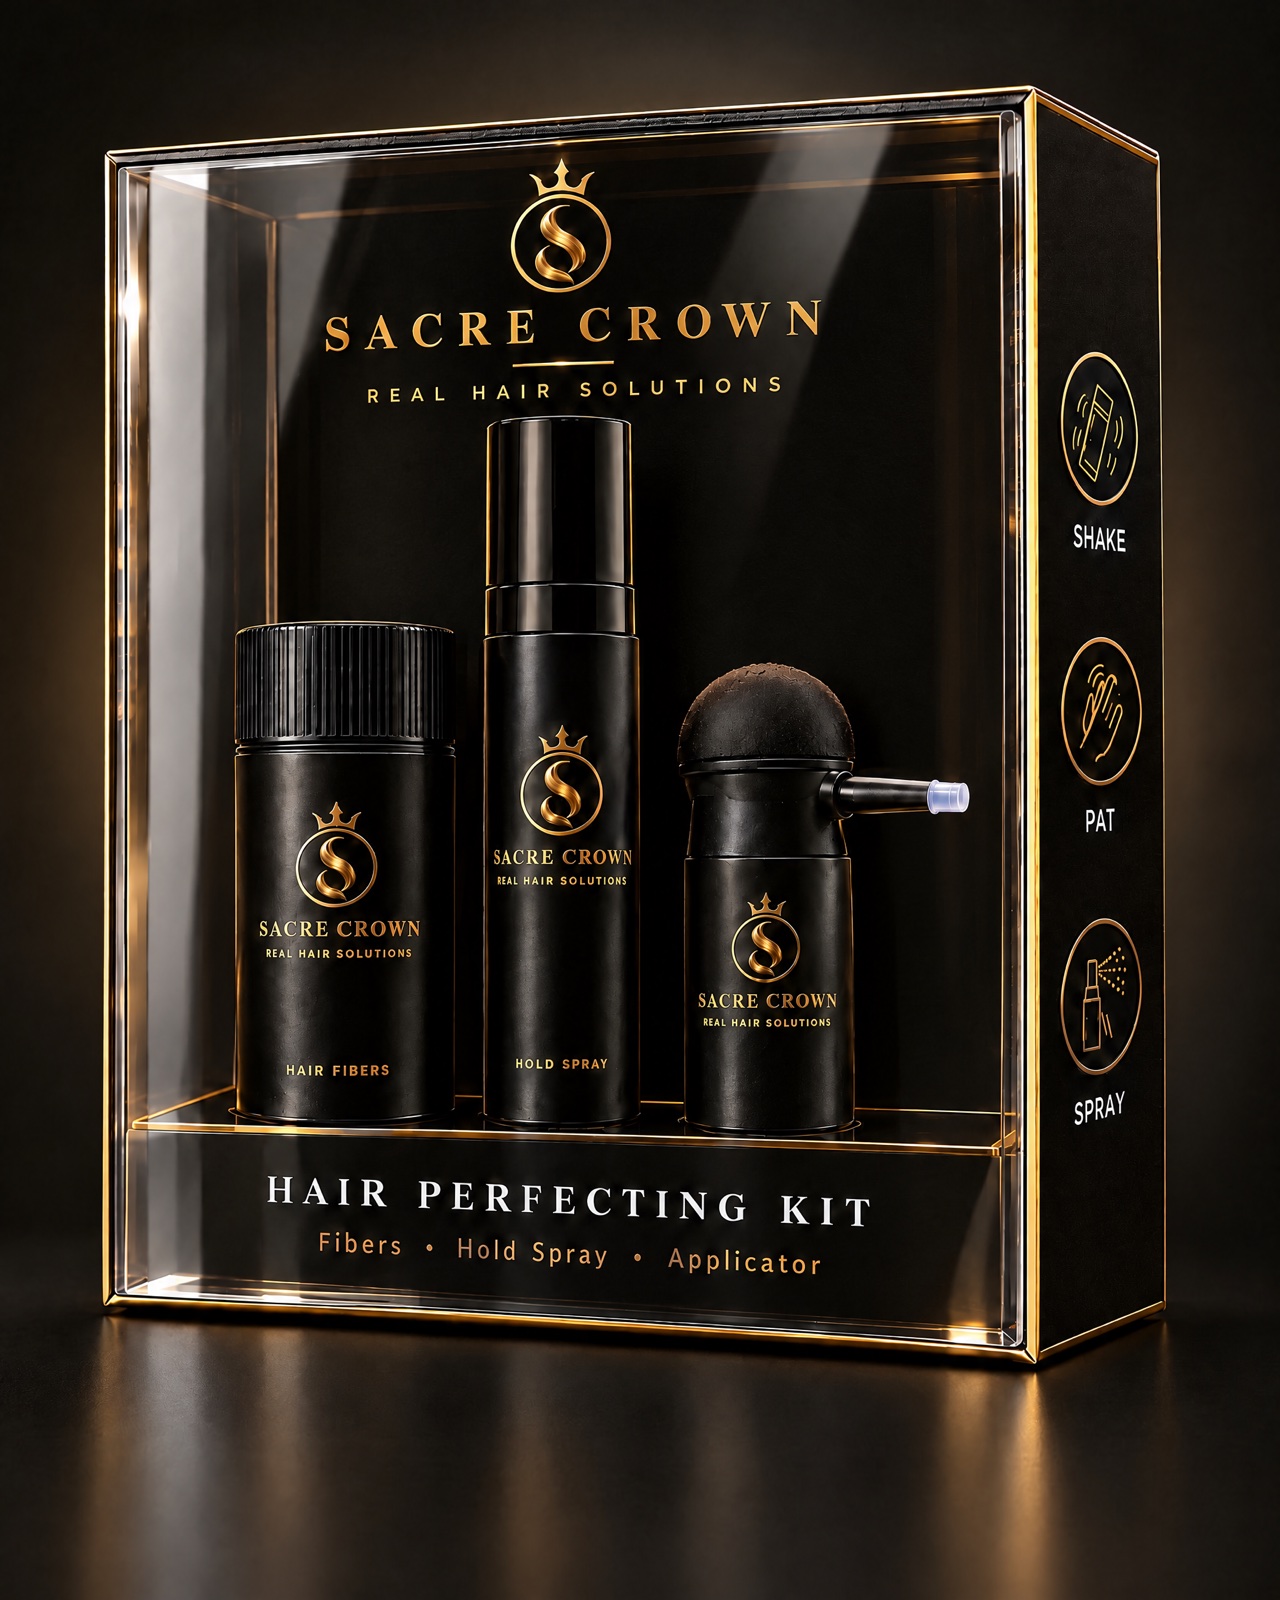 SACRE CROWN
REAL HAIR SOLUTIONS
SACRE CROWN
REAL HAIR SOLUTIONS
HAIR FIBERS
SACRE CROWN
REAL HAIR SOLUTIONS
HOLD SPRAY
SACRE CROWN
REAL HAIR SOLUTIONS
HAIR PERFECTING KIT
Fibers • Hold Spray • Applicator
SHAKE
PAT
SPRAY